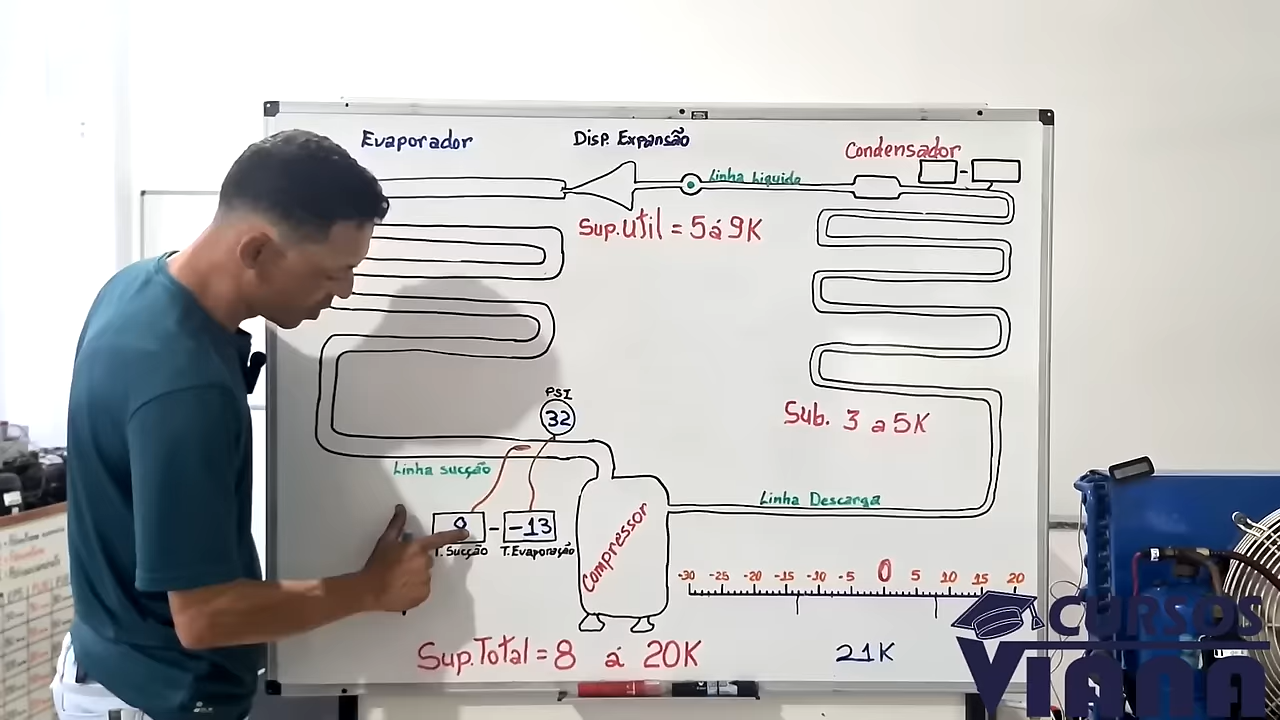 Evaporador
Disp. Expansão
Condensador
Linha Liquido
-
Sup. Util = 5 á 9K
PSI
32
Sub. 3 a 5K
Linha sucção
Linha Descarga
0 - -13
T. Sucção T. Evaporação
Compressor
-30 -25 -20 -15 -10 -5 0 5 10 15 20
Sup. Total = 8 á 20K
21K
CURSOS
VIANA